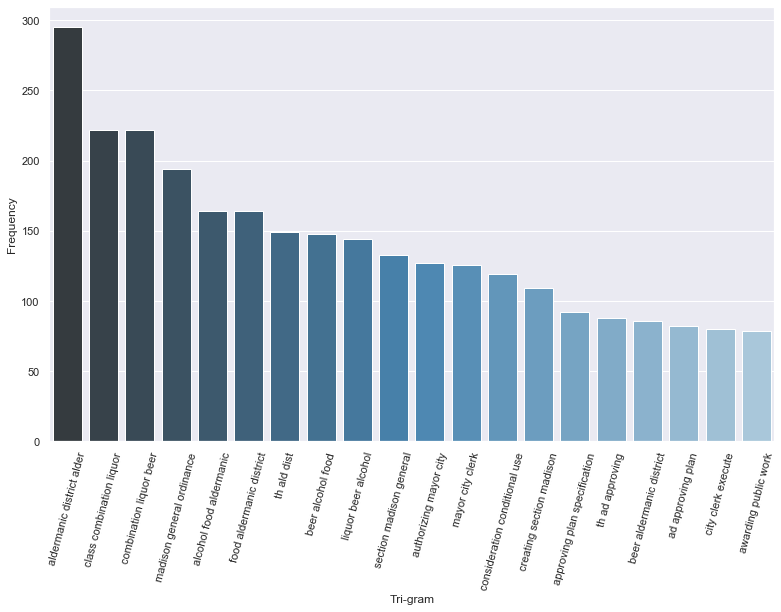 300
250
200
150
100
50
0
Frequency
aldermanic district alder
class combination liquor
combination liquor beer
madison general ordinance
alcohol food aldermanic
food aldermanic district
th ald dist
beer alcohol food
liquor beer alcohol
section madison general
authorizing mayor city
mayor city clerk
consideration conditional use
creating section madison
approving plan specification
th ad approving
beer aldermanic district
ad approving plan
city clerk execute
awarding public work
Tri-gram